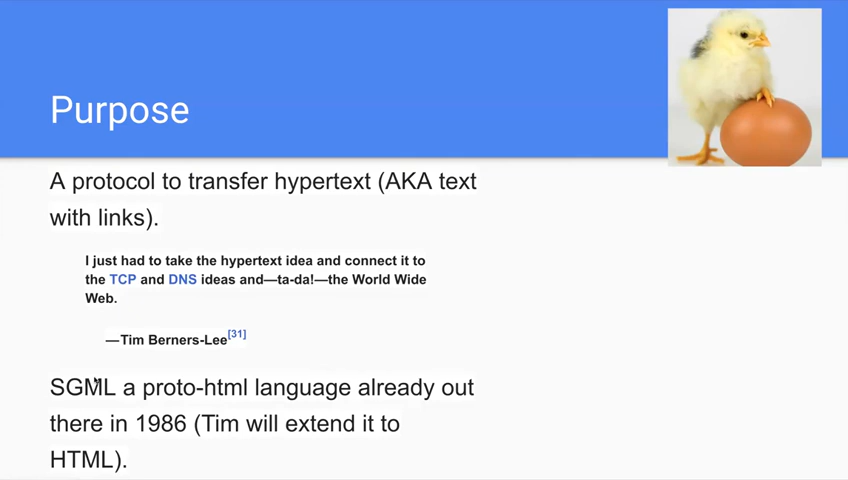 Purpose
A protocol to transfer hypertext (AKA text
with links).
I just had to take the hypertext idea and connect it to
the TCP and DNS ideas and—ta-da!—the World Wide
Web.
—Tim Berners-Lee[31]
SGML a proto-html language already out
there in 1986 (Tim will extend it to
HTML).